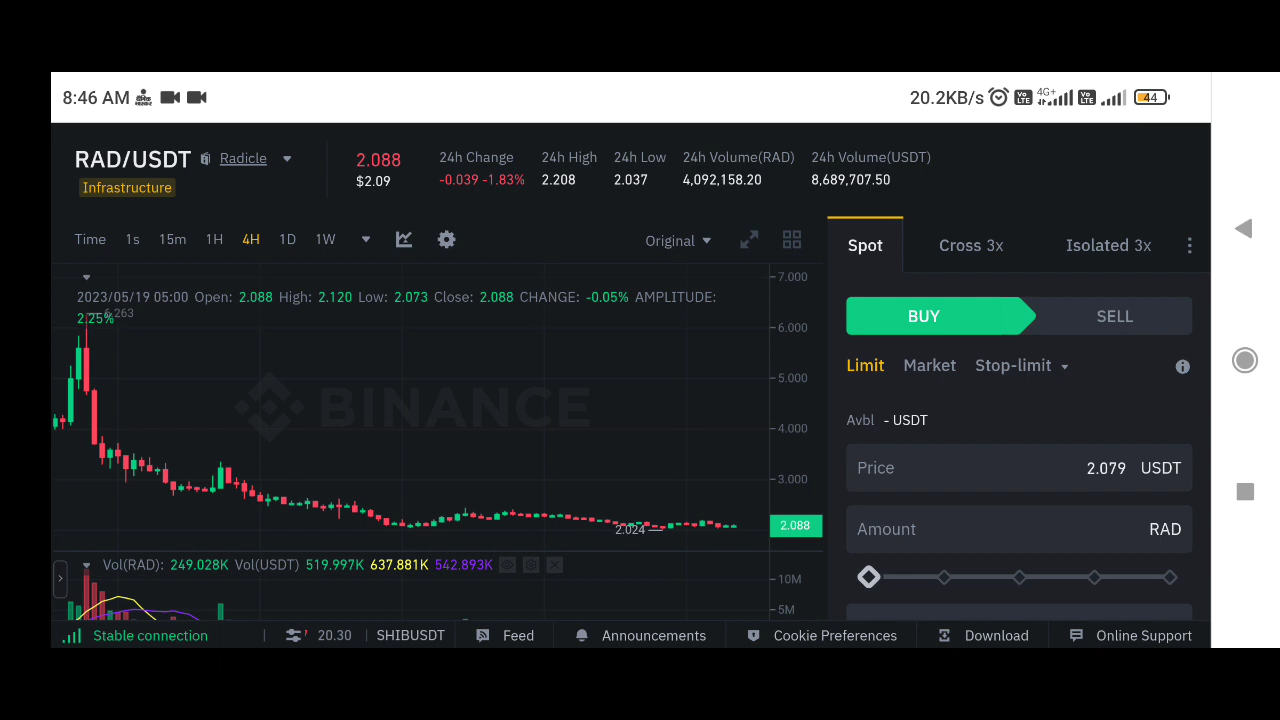 8:46 AM
20.2KB/s 4G+ 44
RAD/USDT Radicle
Infrastructure
2.088
$2.09
24h Change 24h High 24h Low 24h Volume(RAD) 24h Volume(USDT)
-0.039 -1.83% 2.208 2.037 4,092,158.20 8,689,707.50
Time 1s 15m 1H 4H 1D 1W
Original
Spot Cross 3x Isolated 3x
2023/05/19 05:00 Open: 2.088 High: 2.120 Low: 2.073 Close: 2.088 CHANGE: -0.05% AMPLITUDE:
2.25% 6.263
7.000
6.000
5.000
4.000
3.000
2.088
BINANCE
2.024
BUY SELL
Limit Market Stop-limit
Avbl - USDT
Price 2.079 USDT
Amount RAD
Vol(RAD): 249.028K Vol(USDT) 519.997K 637.881K 542.893K
10M
5M
Stable connection 20.30 SHIBUSDT Feed Announcements Cookie Preferences Download Online Support